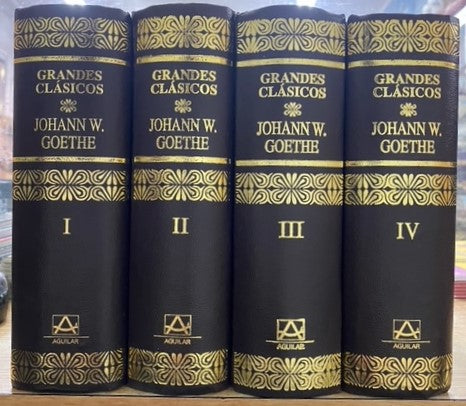 GRANDES
CLÁSICOS
JOHANN W.
GOETHE
I
AGUILAR
GRANDES
CLÁSICOS
JOHANN W.
GOETHE
II
AGUILAR
GRANDES
CLÁSICOS
JOHANN W.
GOETHE
III
AGUILAR
GRANDES
CLÁSICOS
JOHANN W.
GOETHE
IV
AGUILAR